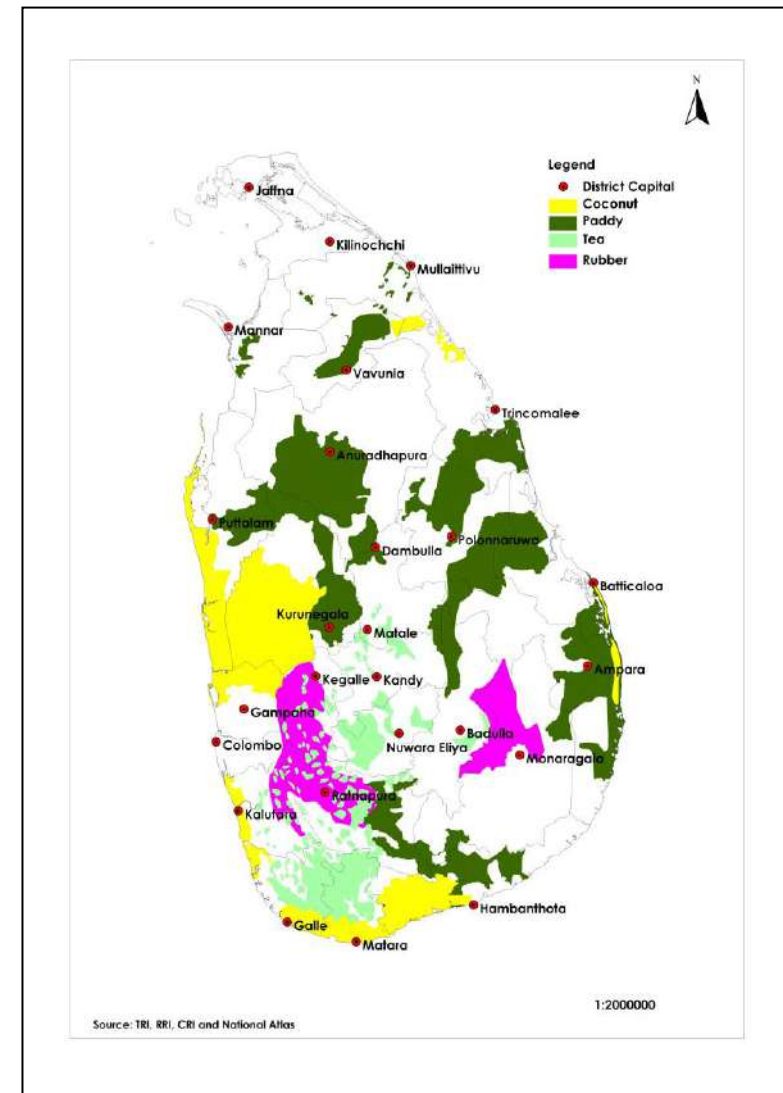 N
Legend
District Capital
Coconut
Paddy
Tea
Rubber
Jaffna
Kilinochchi
Mullaittivu
Mannar
Vavunia
Trincomalee
Anuradhapura
Puttalam
Dambulla
Polonnaruwa
Batticaloa
Kurunegala
Matale
Ampara
Kegalle
Kandy
Gampaha
Badulla
Colombo
Nuwara Eliya
Monaragala
Ratnapura
Kalutara
Hambanthota
Galle
Matara
1:2000000
Source: TRI, RRI, CRI and National Atlas